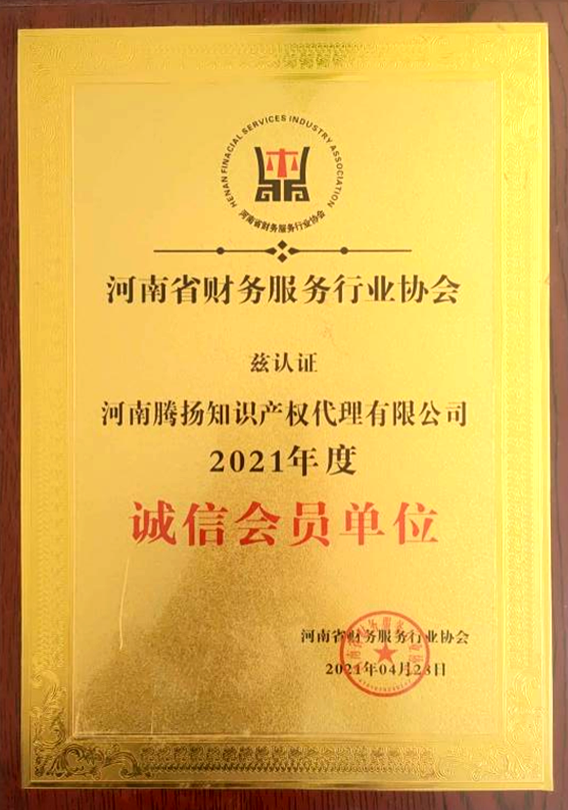 HENAN FINACIAL SERVICES INDUSTRY ASSOCIATION
河南省财务服务行业协会
河南省财务服务行业协会
兹认证
河南腾扬知识产权代理有限公司
2021年度
诚信会员单位
河南省财务服务行业协会
2021年04月23日